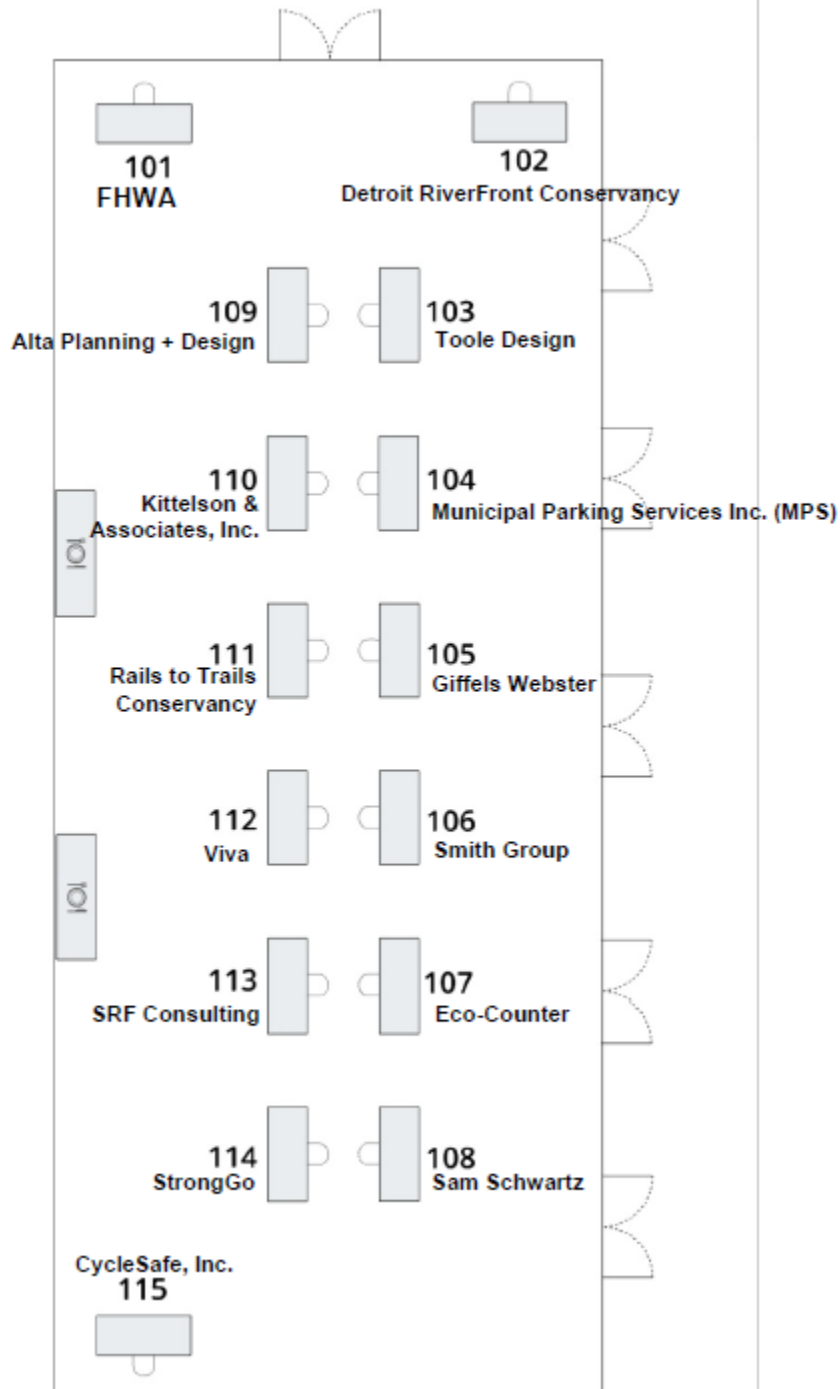 101
FHWA
102
Detroit RiverFront Conservancy
109
Alta Planning + Design
103
Toole Design
110
Kittelson &
Associates, Inc.
104
Municipal Parking Services Inc. (MPS)
111
Rails to Trails
Conservancy
105
Giffels Webster
112
Viva
106
Smith Group
113
SRF Consulting
107
Eco-Counter
114
StrongGo
108
Sam Schwartz
CycleSafe, Inc.
115